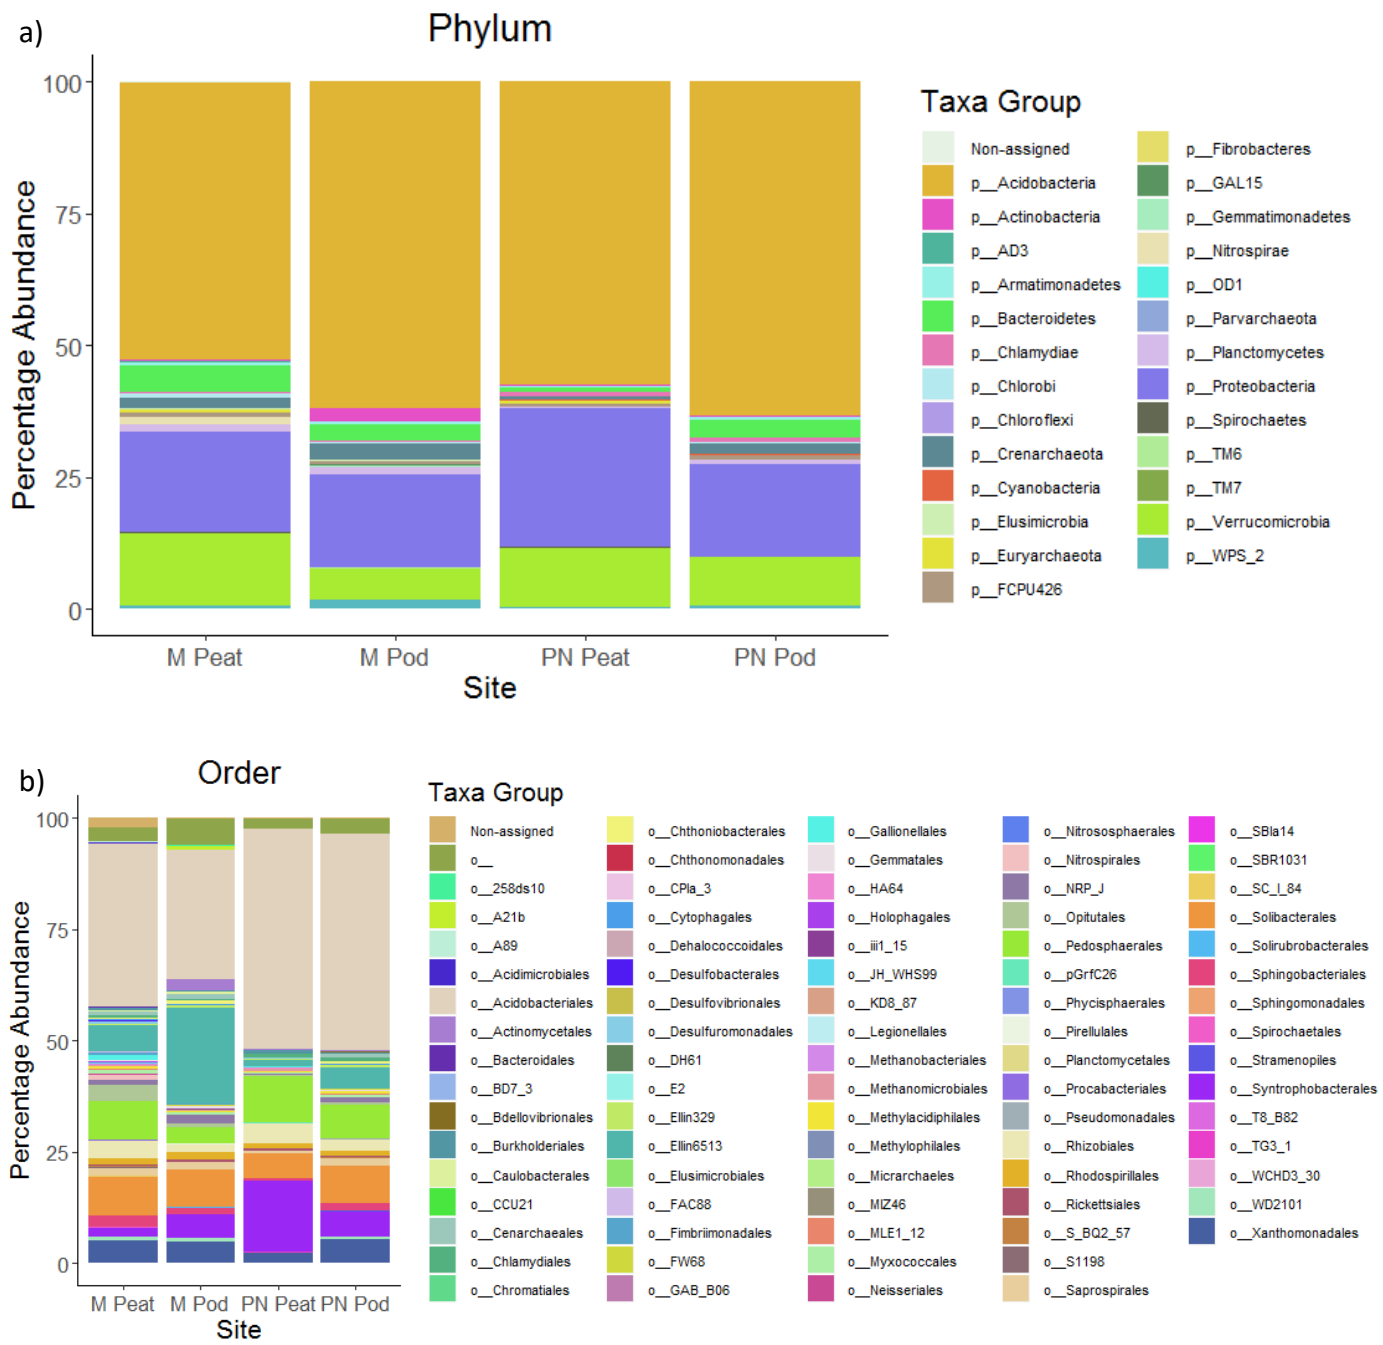 a)
Phylum
Percentage Abundance
100
75
50
25
0
M Peat
M Pod
PN Peat
PN Pod
Site
Taxa Group
Non-assigned
p__Acidobacteria
p__Actinobacteria
p__AD3
p__Armatimonadetes
p__Bacteroidetes
p__Chlamydiae
p__Chlorobi
p__Chloroflexi
p__Crenarchaeota
p__Cyanobacteria
p__Elusimicrobia
p__Euryarchaeota
p__FCPU426
p__Fibrobacteres
p__GAL15
p__Gemmatimonadetes
p__Nitrospirae
p__OD1
p__Parvarchaeota
p__Planctomycetes
p__Proteobacteria
p__Spirochaetes
p__TM6
p__TM7
p__Verrucomicrobia
p__WPS_2
b)
Order
Percentage Abundance
100
75
50
25
0
M Peat
M Pod
PN Peat
PN Pod
Site
Taxa Group
Non-assigned
o__
o__258ds10
o__A21b
o__A89
o__Acidimicrobiales
o__Acidobacteriales
o__Actinomycetales
o__Bacteroidales
o__BD7_3
o__Bdellovibrionales
o__Burkholderiales
o__Caulobacterales
o__CCU21
o__Cenarchaeales
o__Chlamydiales
o__Chromatiales
o__Chthoniobacterales
o__Chthonomonadales
o__CPla_3
o__Cytophagales
o__Dehalococcoidales
o__Desulfobacterales
o__Desulfovibrionales
o__Desulfuromonadales
o__DH61
o__E2
o__Ellin329
o__Ellin6513
o__Elusimicrobiales
o__FAC88
o__Fimbriimonadales
o__FW68
o__GAB_B06
o__Gallionellales
o__Gemmatales
o__HA64
o__Holophagales
o__iii1_15
o__JH_WHS99
o__KD8_87
o__Legionellales
o__Methanobacteriales
o__Methanomicrobiales
o__Methylacidiphilales
o__Methylophilales
o__Micrarchaeles
o__MIZ46
o__MLE1_12
o__Myxococcales
o__Neisseriales
o__Nitrososphaerales
o__Nitrospirales
o__NRP_J
o__Opitutales
o__Pedosphaerales
o__pGrfC26
o__Phycisphaerales
o__Pirellulales
o__Planctomycetales
o__Procabacteriales
o__Pseudomonadales
o__Rhizobiales
o__Rhodospirillales
o__Rickettsiales
o__S_BQ2_57
o__S1198
o__Saprospirales
o__SBla14
o__SBR1031
o__SC_I_84
o__Solibacterales
o__Solirubrobacterales
o__Sphingobacteriales
o__Sphingomonadales
o__Spirochaetales
o__Stramenopiles
o__Syntrophobacterales
o__T8_B82
o__TG3_1
o__WCHD3_30
o__WD2101
o__Xanthomonadales